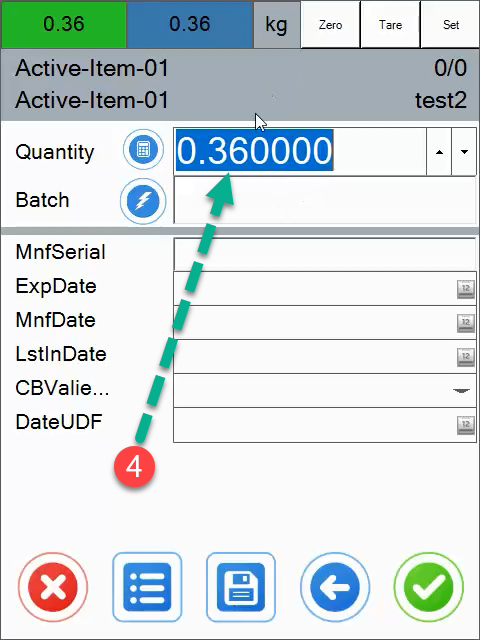 0.36 0.36 kg Zero Tare Set
Active-Item-01 0/0
Active-Item-01 test2
Quantity 0.360000
Batch
MnfSerial
ExpDate 12
MnfDate 12
LstInDate 12
CBValie...
DateUDF 12
4